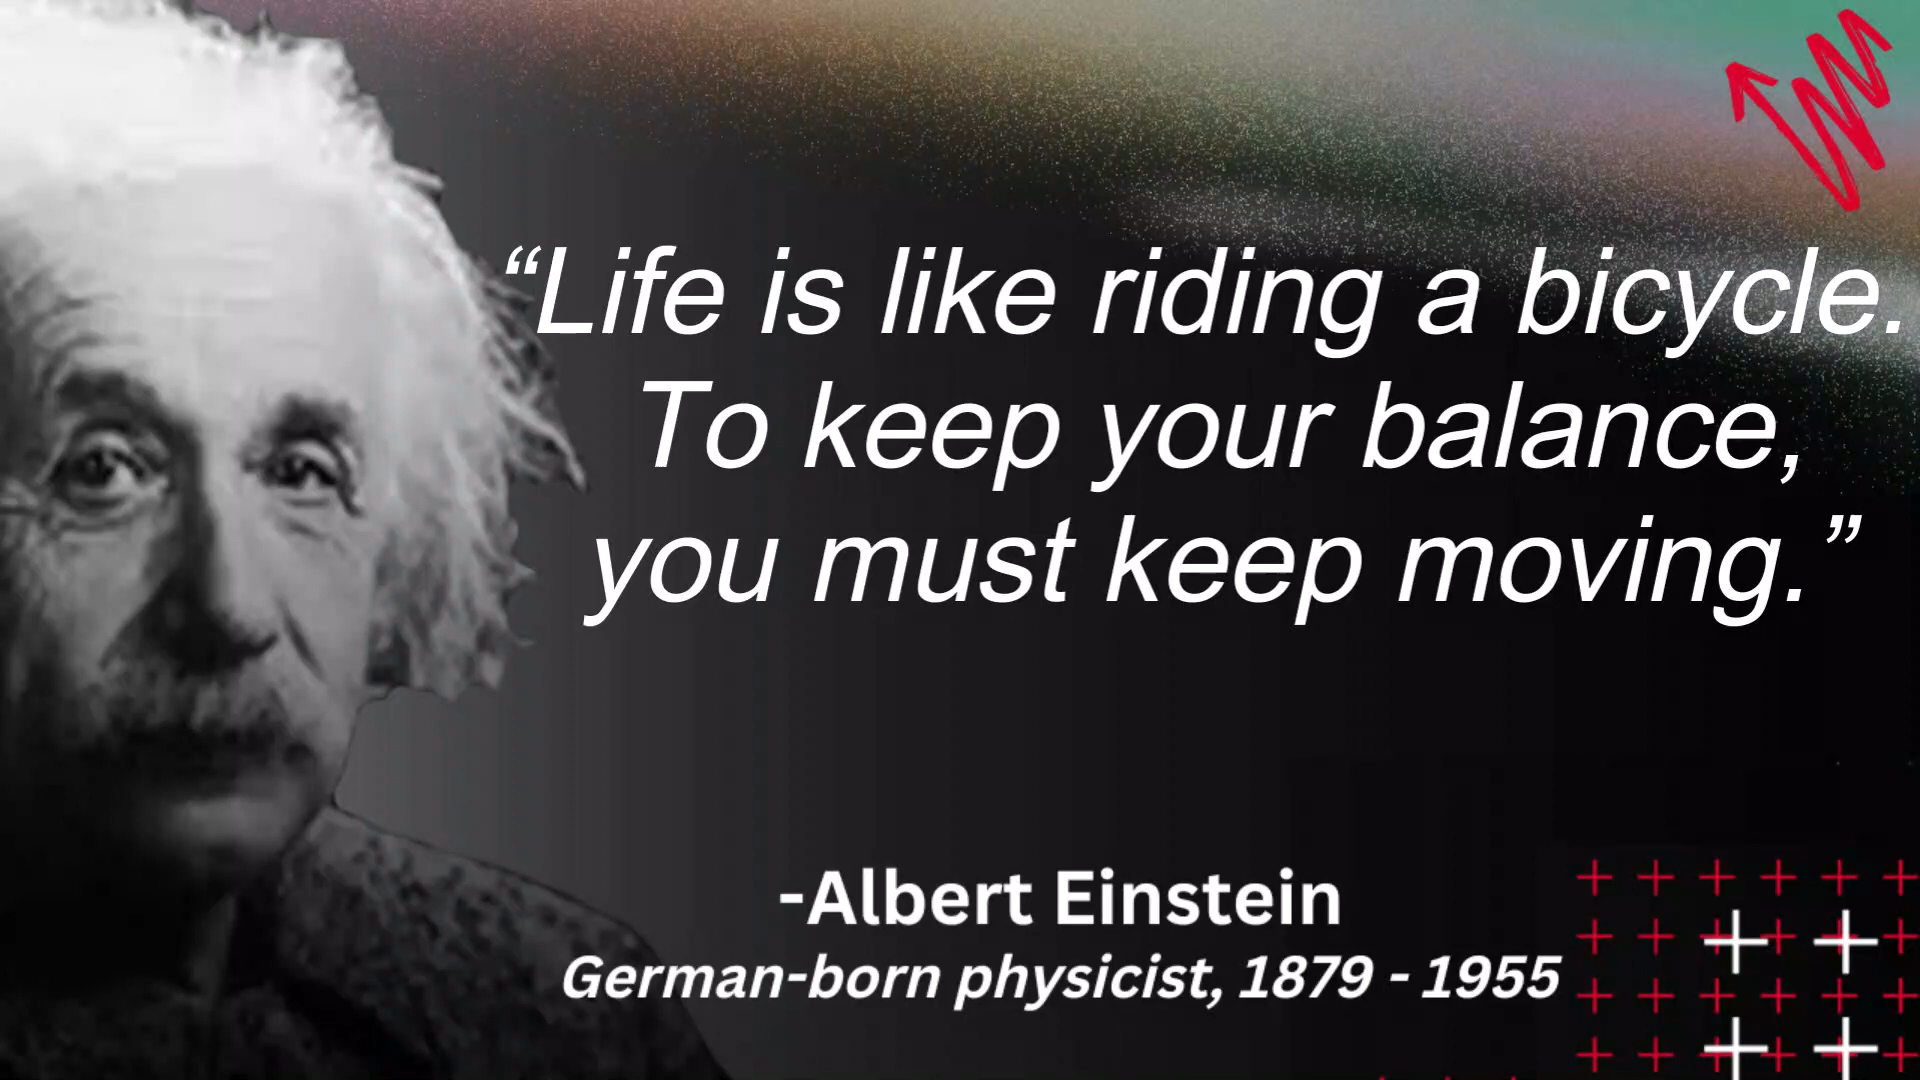 “Life is like riding a bicycle.
To keep your balance,
you must keep moving.”
-Albert Einstein
German-born physicist, 1879 - 1955